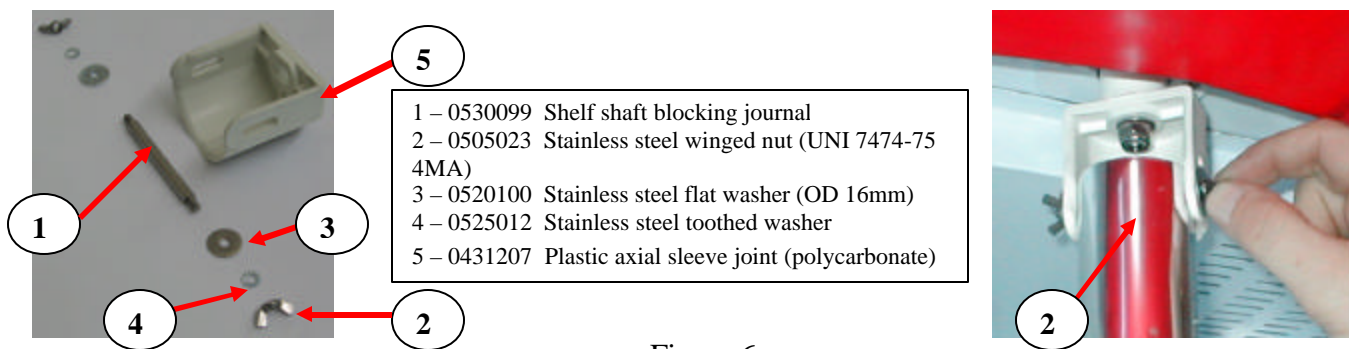 5
1 – 0530099 Shelf shaft blocking journal
2 – 0505023 Stainless steel winged nut (UNI 7474-75
4MA)
3 – 0520100 Stainless steel flat washer (OD 16mm)
4 – 0525012 Stainless steel toothed washer
5 – 0431207 Plastic axial sleeve joint (polycarbonate)
1
3
4
2
2